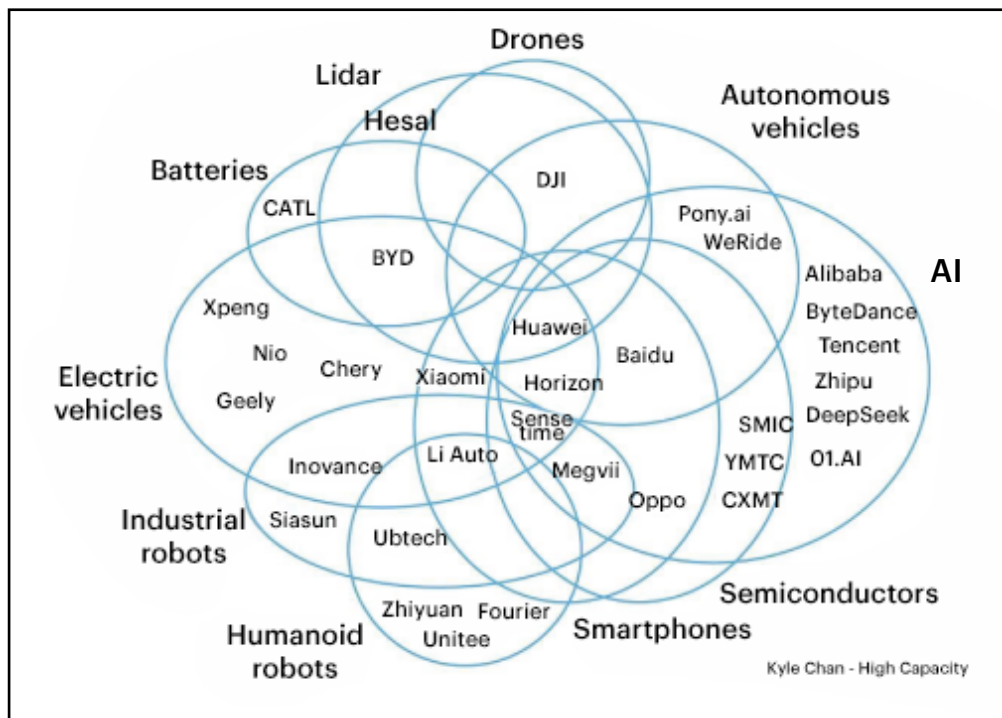 Drones
Lidar
Autonomous
vehicles
Hesal
Batteries
DJI
CATL
Pony.ai
WeRide
BYD
AI
Alibaba
Xpeng
ByteDance
Huawei
Tencent
Nio
Baidu
Chery
Xiaomi
Horizon
Zhipu
Electric
vehicles
Geely
DeepSeek
Sense
time
SMIC
Li Auto
Inovance
Megvii
YMTC
01.AI
Oppo
CXMT
Industrial
robots
Siasun
Ubtech
Semiconductors
Zhiyuan
Fourier
Unitee
Smartphones
Humanoid
robots
Kyle Chan - High Capacity